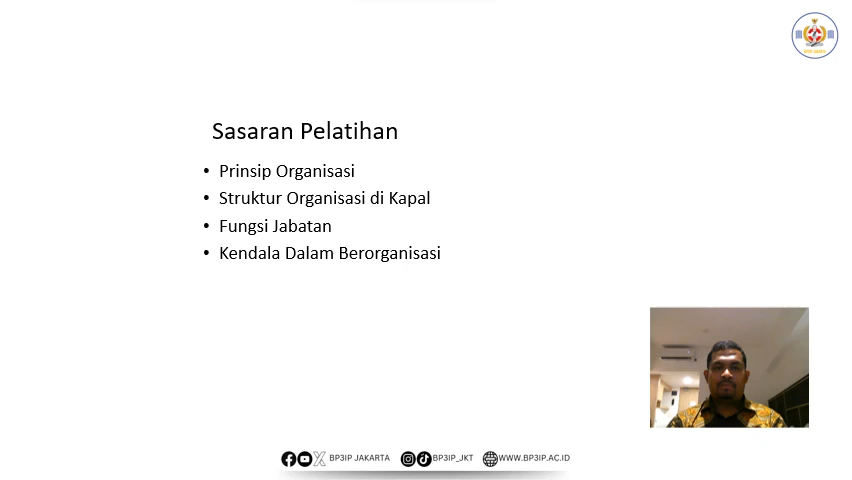 Sasaran Pelatihan
• Prinsip Organisasi
• Struktur Organisasi di Kapal
• Fungsi Jabatan
• Kendala Dalam Berorganisasi
BP3IP JAKARTA BP3IP_JKT WWW.BP3IP.AC.ID